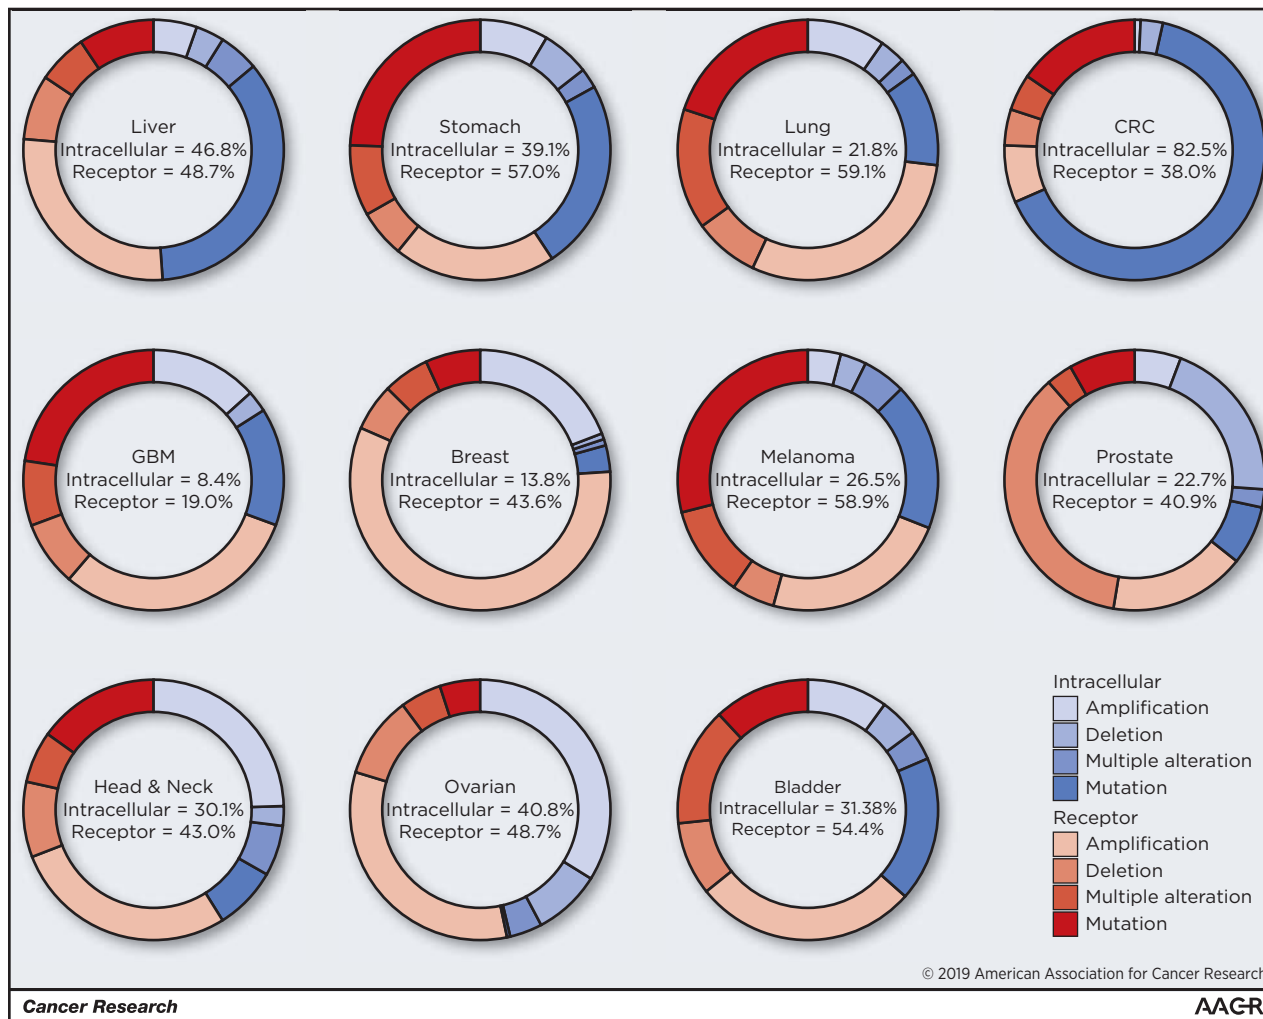 Liver
Intracellular = 46.8%
Receptor = 48.7%
Stomach
Intracellular = 39.1%
Receptor = 57.0%
Lung
Intracellular = 21.8%
Receptor = 59.1%
CRC
Intracellular = 82.5%
Receptor = 38.0%
GBM
Intracellular = 8.4%
Receptor = 19.0%
Breast
Intracellular = 13.8%
Receptor = 43.6%
Melanoma
Intracellular = 26.5%
Receptor = 58.9%
Prostate
Intracellular = 22.7%
Receptor = 40.9%
Head & Neck
Intracellular = 30.1%
Receptor = 43.0%
Ovarian
Intracellular = 40.8%
Receptor = 48.7%
Bladder
Intracellular = 31.38%
Receptor = 54.4%
Intracellular
Amplification
Deletion
Multiple alteration
Mutation
Receptor
Amplification
Deletion
Multiple alteration
Mutation
© 2019 American Association for Cancer Research
Cancer Research
AACR